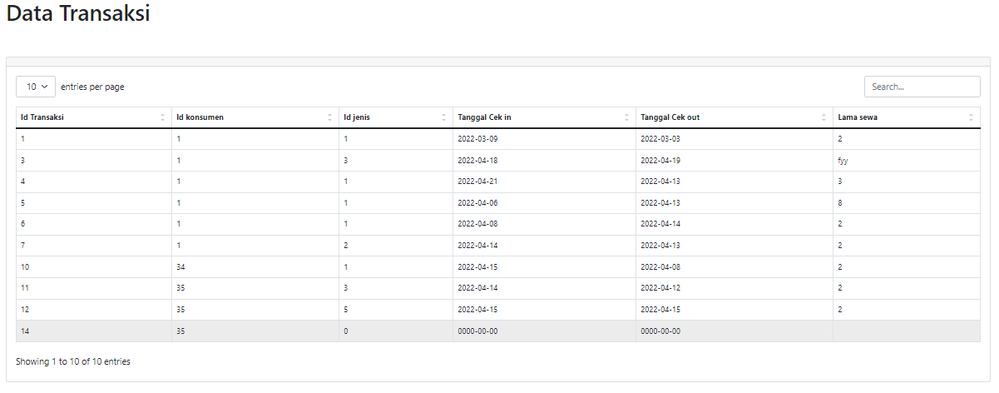 Data Transaksi
10 entries per page Search...
Id Transaksi Id konsumen Id jenis Tanggal Cek in Tanggal Cek out Lama sewa
1 1 1 2022-03-09 2022-03-03 2
3 1 3 2022-04-18 2022-04-19 fyy
4 1 1 2022-04-21 2022-04-13 3
5 1 1 2022-04-06 2022-04-13 8
6 1 1 2022-04-08 2022-04-14 2
7 1 2 2022-04-14 2022-04-13 2
10 34 1 2022-04-15 2022-04-08 2
11 35 3 2022-04-14 2022-04-12 2
12 35 5 2022-04-15 2022-04-15 2
14 35 0 0000-00-00 0000-00-00
Showing 1 to 10 of 10 entries